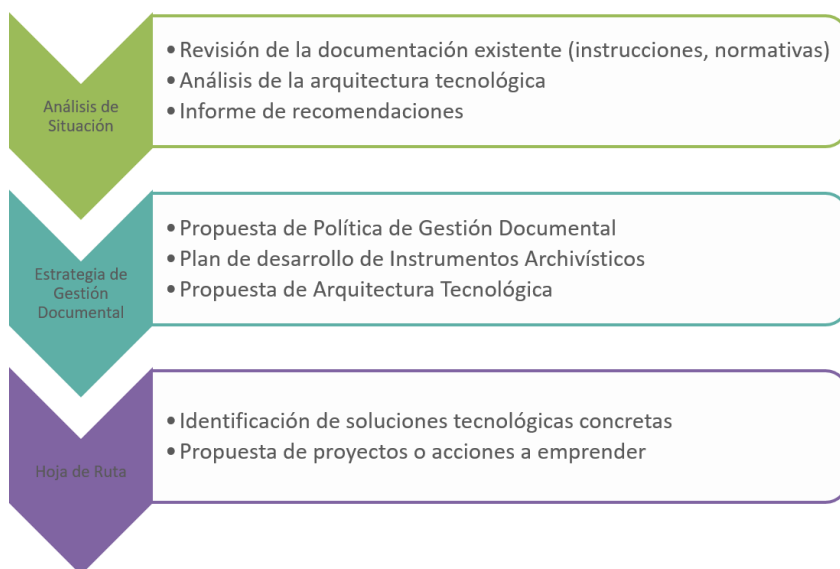 Análisis de
Situación
• Revisión de la documentación existente (instrucciones, normativas)
• Análisis de la arquitectura tecnológica
• Informe de recomendaciones
Estrategia de
Gestión
Documental
• Propuesta de Política de Gestión Documental
• Plan de desarrollo de Instrumentos Archivísticos
• Propuesta de Arquitectura Tecnológica
Hoja de Ruta
• Identificación de soluciones tecnológicas concretas
• Propuesta de proyectos o acciones a emprender